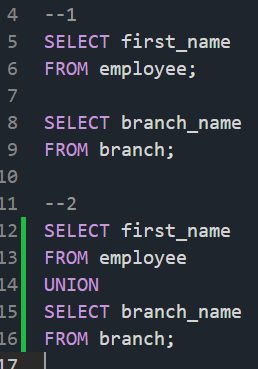 4 --1
5 SELECT first_name
6 FROM employee;
7
8 SELECT branch_name
9 FROM branch;
10
11 --2
12 SELECT first_name
13 FROM employee
14 UNION
15 SELECT branch_name
16 FROM branch;
17